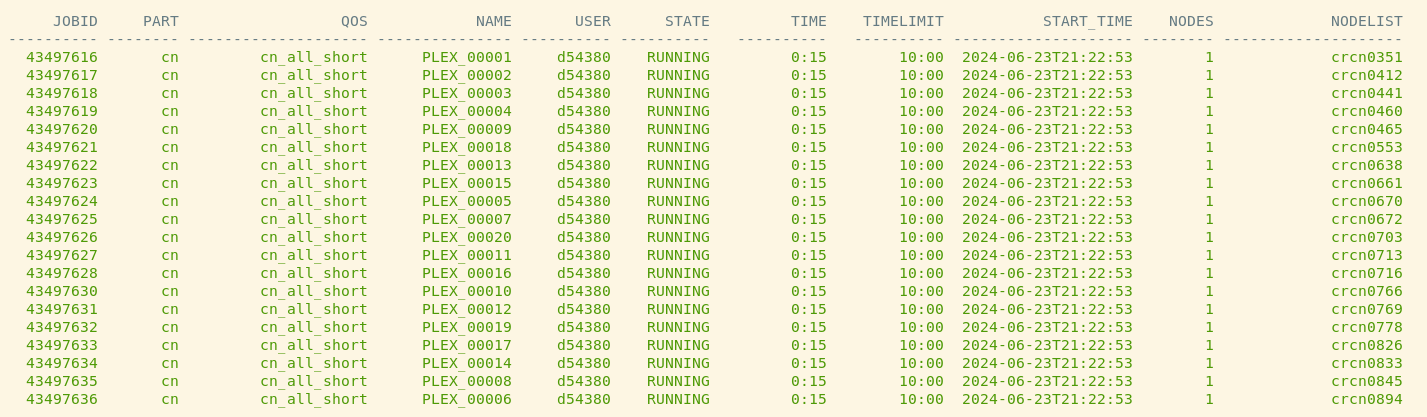 JOBID PART QOS NAME USER STATE TIME TIMELIMIT START_TIME NODES NODELIST
---------- -------- -------------------- --------------- ---------- ---------- ---------- ---------- -------------------- -------- --------------------
43497616 cn cn_all_short PLEX_00001 d54380 RUNNING 0:15 10:00 2024-06-23T21:22:53 1 crcn0351
43497617 cn cn_all_short PLEX_00002 d54380 RUNNING 0:15 10:00 2024-06-23T21:22:53 1 crcn0412
43497618 cn cn_all_short PLEX_00003 d54380 RUNNING 0:15 10:00 2024-06-23T21:22:53 1 crcn0441
43497619 cn cn_all_short PLEX_00004 d54380 RUNNING 0:15 10:00 2024-06-23T21:22:53 1 crcn0460
43497620 cn cn_all_short PLEX_00009 d54380 RUNNING 0:15 10:00 2024-06-23T21:22:53 1 crcn0465
43497621 cn cn_all_short PLEX_00018 d54380 RUNNING 0:15 10:00 2024-06-23T21:22:53 1 crcn0553
43497622 cn cn_all_short PLEX_00013 d54380 RUNNING 0:15 10:00 2024-06-23T21:22:53 1 crcn0638
43497623 cn cn_all_short PLEX_00015 d54380 RUNNING 0:15 10:00 2024-06-23T21:22:53 1 crcn0661
43497624 cn cn_all_short PLEX_00005 d54380 RUNNING 0:15 10:00 2024-06-23T21:22:53 1 crcn0670
43497625 cn cn_all_short PLEX_00007 d54380 RUNNING 0:15 10:00 2024-06-23T21:22:53 1 crcn0672
43497626 cn cn_all_short PLEX_00020 d54380 RUNNING 0:15 10:00 2024-06-23T21:22:53 1 crcn0703
43497627 cn cn_all_short PLEX_00011 d54380 RUNNING 0:15 10:00 2024-06-23T21:22:53 1 crcn0713
43497628 cn cn_all_short PLEX_00016 d54380 RUNNING 0:15 10:00 2024-06-23T21:22:53 1 crcn0716
43497630 cn cn_all_short PLEX_00010 d54380 RUNNING 0:15 10:00 2024-06-23T21:22:53 1 crcn0766
43497631 cn cn_all_short PLEX_00012 d54380 RUNNING 0:15 10:00 2024-06-23T21:22:53 1 crcn0769
43497632 cn cn_all_short PLEX_00019 d54380 RUNNING 0:15 10:00 2024-06-23T21:22:53 1 crcn0778
43497633 cn cn_all_short PLEX_00017 d54380 RUNNING 0:15 10:00 2024-06-23T21:22:53 1 crcn0826
43497634 cn cn_all_short PLEX_00014 d54380 RUNNING 0:15 10:00 2024-06-23T21:22:53 1 crcn0833
43497635 cn cn_all_short PLEX_00008 d54380 RUNNING 0:15 10:00 2024-06-23T21:22:53 1 crcn0845
43497636 cn cn_all_short PLEX_00006 d54380 RUNNING 0:15 10:00 2024-06-23T21:22:53 1 crcn0894